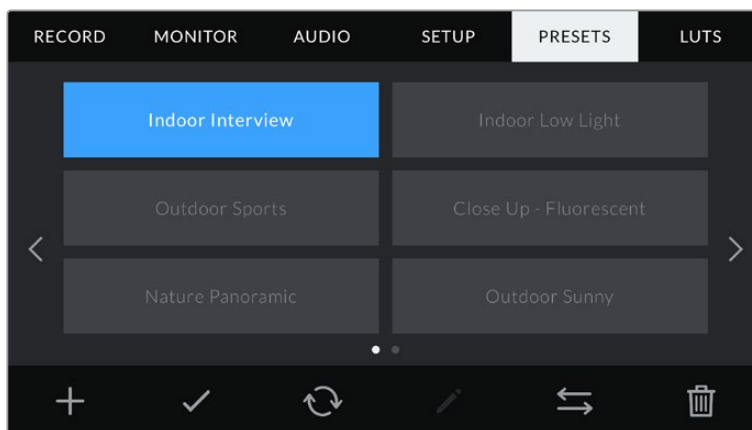 RECORD MONITOR AUDIO SETUP PRESETS LUTS
Indoor Interview Indoor Low Light
Outdoor Sports Close Up - Fluorescent
Nature Panoramic Outdoor Sunny